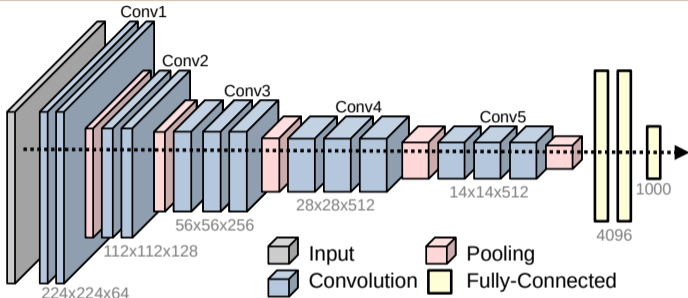 Conv1
Conv2
Conv3
Conv4
Conv5
224x224x64
112x112x128
56x56x256
28x28x512
14x14x512
4096
1000
Input
Pooling
Convolution
Fully-Connected